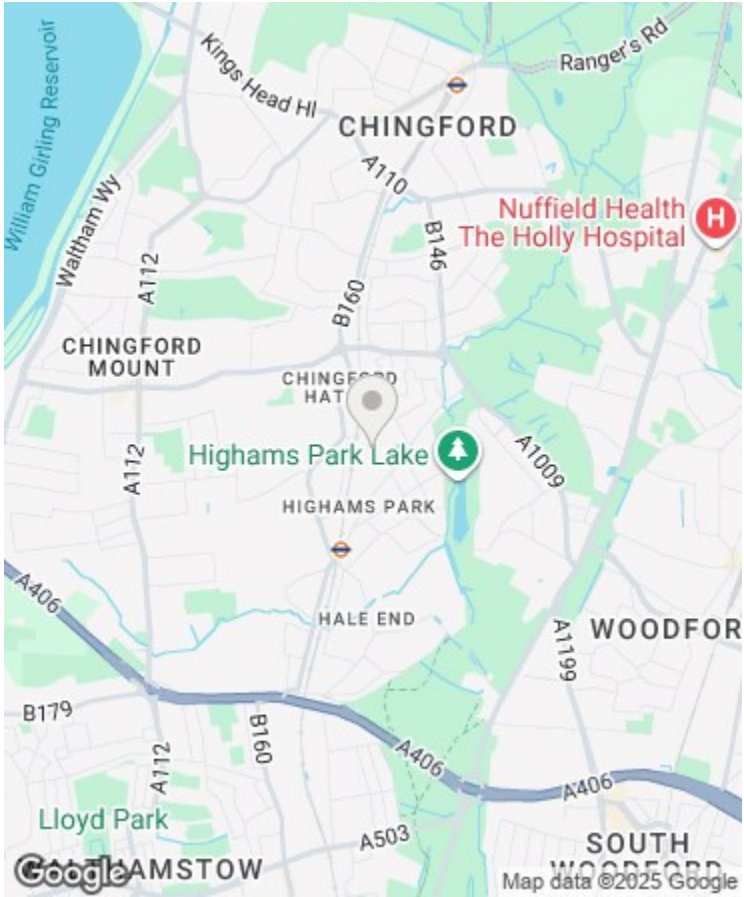 Ranger's Rd
Kings Head Hl
CHINGFORD
William Girling Reservoir
A110
Waltham Wy
Nuffield Health
The Holly Hospital
H
B146
A112
B160
CHINGFORD
MOUNT
CHINGFORD
Highams Park Lake
A1009
A112
HIGHAMS PARK
A406
HALE END
A1199
WOODFOR
B179
B160
A112
A406
A406
Lloyd Park
A503
SOUTH
WOODFORD
WALTHAMSTOW
Google
Map data ©2025 Google